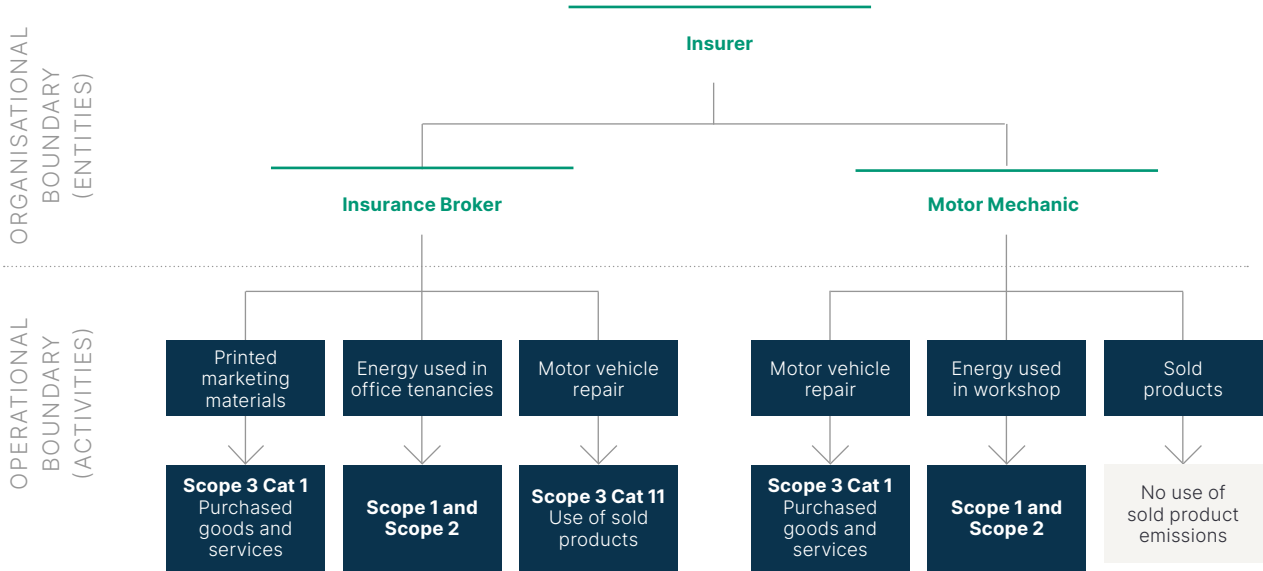 ORGANISATIONAL
BOUNDARY
(ENTITIES)
Insurer
Insurance Broker
Motor Mechanic
OPERATIONAL
BOUNDARY
(ACTIVITIES)
Printed
marketing
materials
Energy used in
office tenancies
Motor vehicle
repair
Motor vehicle
repair
Energy used
in workshop
Sold
products
Scope 3 Cat 1
Purchased
goods and
services
Scope 1 and
Scope 2
Scope 3 Cat 11
Use of sold
products
Scope 3 Cat 1
Purchased
goods and
services
Scope 1 and
Scope 2
No use of
sold product
emissions